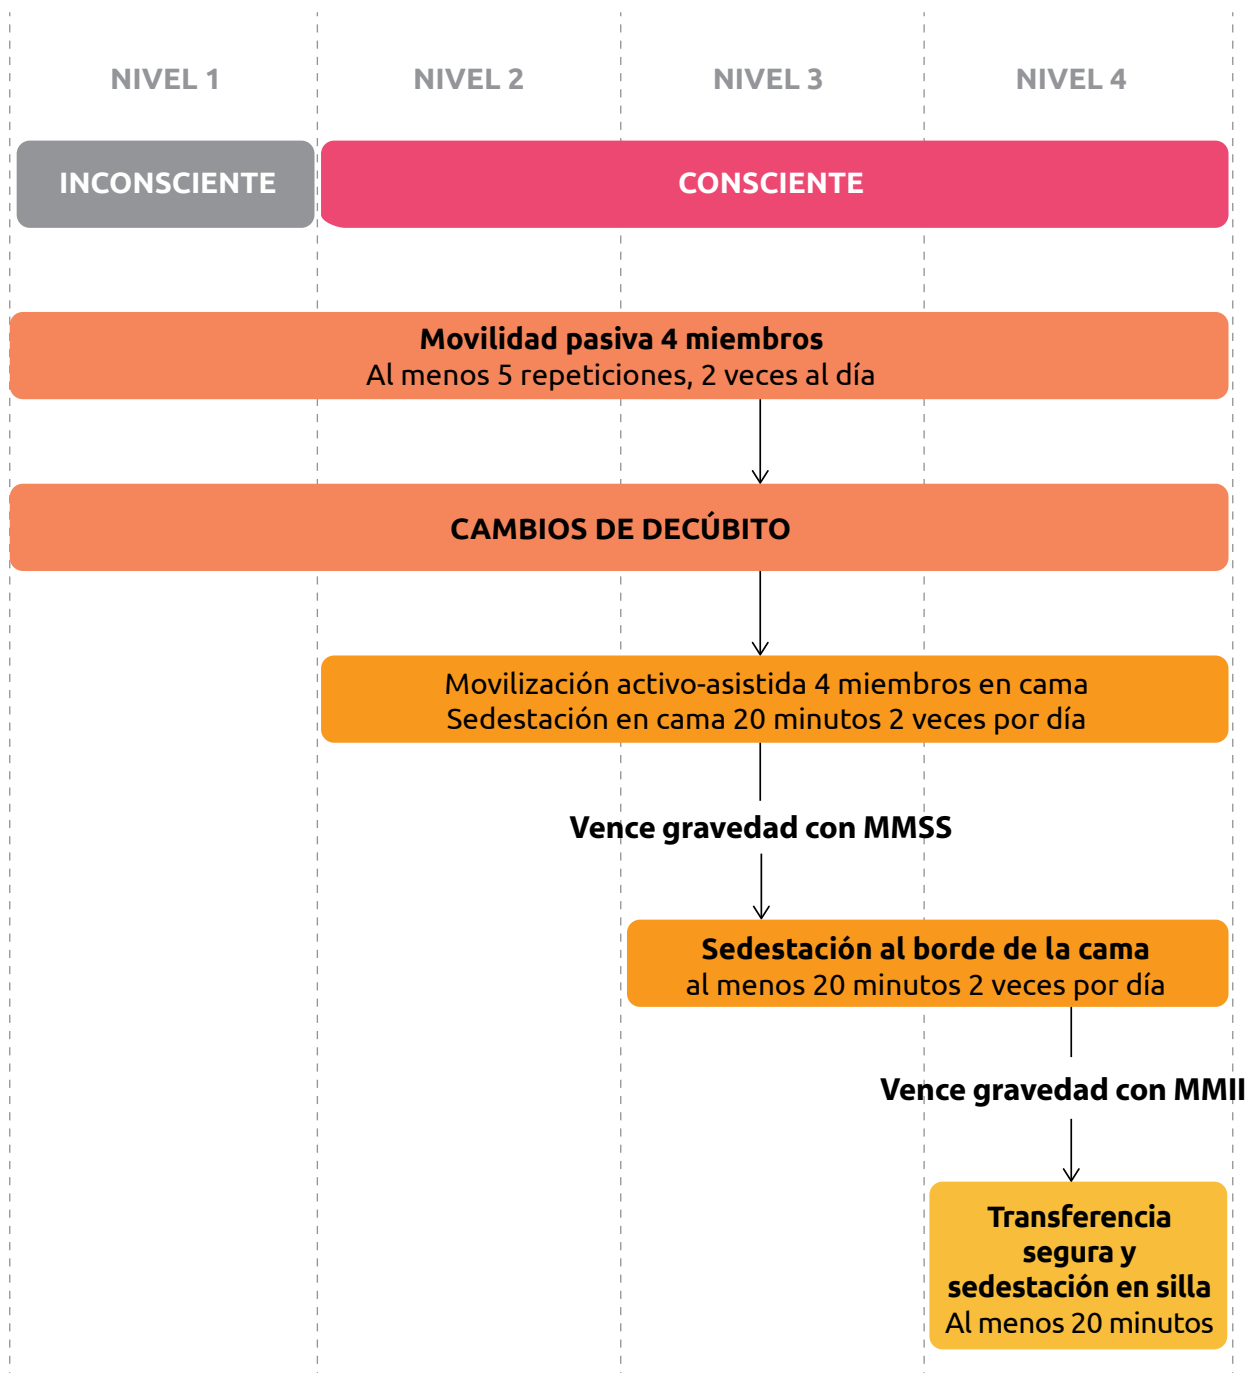 NIVEL 1
NIVEL 2
NIVEL 3
NIVEL 4
INCONSCIENTE
CONSCIENTE
Movilidad pasiva 4 miembros
Al menos 5 repeticiones, 2 veces al día
CAMBIOS DE DECÚBITO
Movilización activo-asistida 4 miembros en cama
Sedestación en cama 20 minutos 2 veces por día
Vence gravedad con MMSS
Sedestación al borde de la cama
al menos 20 minutos 2 veces por día
Vence gravedad con MMII
Transferencia
segura y
sedestación en silla
Al menos 20 minutos